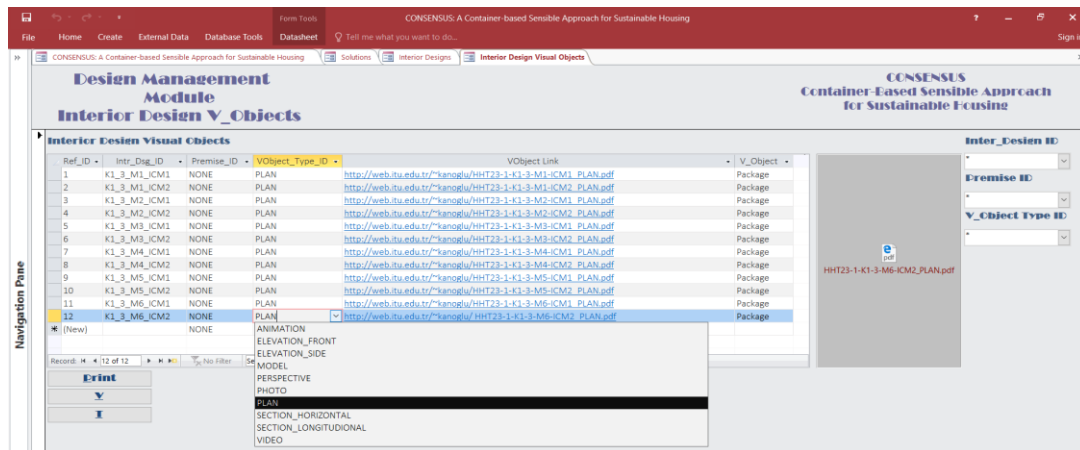 Form Tools
CONSENSUS: A Container-based Sensible Approach for Sustainable Housing
File Home Create External Data Database Tools Datasheet Tell me what you want to do...
CONSENSUS: A Container-based Sensible Approach for Sustainable Housing Solutions Interior Designs Interior Design Visual Objects
Design Management
Module
Interior Design V_Objects
CONSENSUS
Container-Based Sensible Approach
for Sustainable Housing
Navigation Pane
Interior Design Visual Objects
Ref_ID Intr_Dsg_ID Premise_ID VObject_Type_ID VObject Link V_Object
1 K1_3_M1_ICM1 NONE PLAN http://web.itu.edu.tr/~kanoglu/HHT23-1-K1-3-M1-ICM1_PLAN.pdf Package
2 K1_3_M1_ICM2 NONE PLAN http://web.itu.edu.tr/~kanoglu/HHT23-1-K1-3-M1-ICM2_PLAN.pdf Package
3 K1_3_M2_ICM1 NONE PLAN http://web.itu.edu.tr/~kanoglu/HHT23-1-K1-3-M2-ICM1_PLAN.pdf Package
4 K1_3_M2_ICM2 NONE PLAN http://web.itu.edu.tr/~kanoglu/HHT23-1-K1-3-M2-ICM2_PLAN.pdf Package
5 K1_3_M3_ICM1 NONE PLAN http://web.itu.edu.tr/~kanoglu/HHT23-1-K1-3-M3-ICM1_PLAN.pdf Package
6 K1_3_M3_ICM2 NONE PLAN http://web.itu.edu.tr/~kanoglu/HHT23-1-K1-3-M3-ICM2_PLAN.pdf Package
7 K1_3_M4_ICM1 NONE PLAN http://web.itu.edu.tr/~kanoglu/HHT23-1-K1-3-M4-ICM1_PLAN.pdf Package
8 K1_3_M4_ICM2 NONE PLAN http://web.itu.edu.tr/~kanoglu/HHT23-1-K1-3-M4-ICM2_PLAN.pdf Package
9 K1_3_M5_ICM1 NONE PLAN http://web.itu.edu.tr/~kanoglu/HHT23-1-K1-3-M5-ICM1_PLAN.pdf Package
10 K1_3_M5_ICM2 NONE PLAN http://web.itu.edu.tr/~kanoglu/HHT23-1-K1-3-M5-ICM2_PLAN.pdf Package
11 K1_3_M6_ICM1 NONE PLAN http://web.itu.edu.tr/~kanoglu/HHT23-1-K1-3-M6-ICM1_PLAN.pdf Package
12 K1_3_M6_ICM2 NONE PLAN http://web.itu.edu.tr/~kanoglu/ HHT23-1-K1-3-M6-ICM2_PLAN.pdf Package
(New) NONE
ANIMATION
ELEVATION_FRONT
ELEVATION_SIDE
MODEL
PERSPECTIVE
PHOTO
PLAN
SECTION_HORIZONTAL
SECTION_LONGITUDIONAL
VIDEO
Record: 12 of 12 No Filter Se
Print
V
I
pdf
HHT23-1-K1-3-M6-ICM2_PLAN.pdf
Inter_Design ID
*
Premise ID
*
V_Object Type ID
*